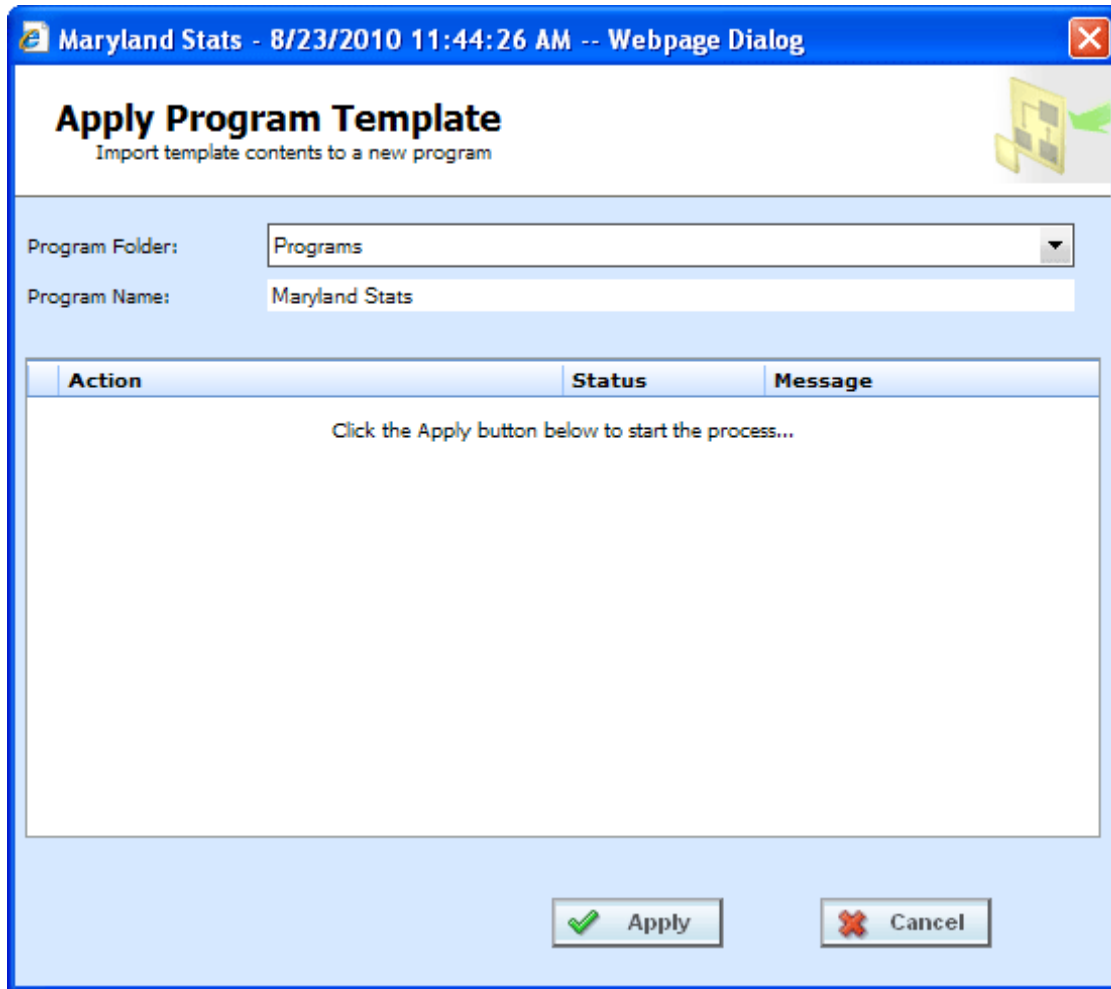 Maryland Stats - 8/23/2010 11:44:26 AM -- Webpage Dialog
Apply Program Template
Import template contents to a new program
Program Folder: Programs
Program Name: Maryland Stats
Action Status Message
Click the Apply button below to start the process...
Apply Cancel